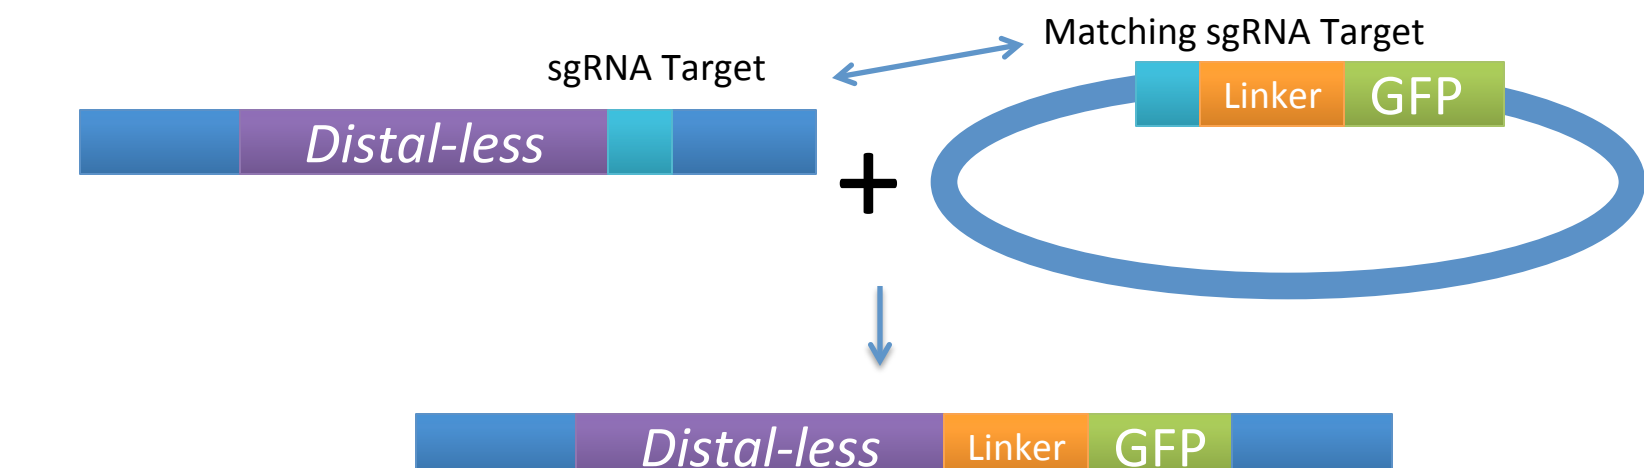 Matching sgRNA Target
sgRNA Target
Linker GFP
Distal-less
+
Distal-less Linker GFP